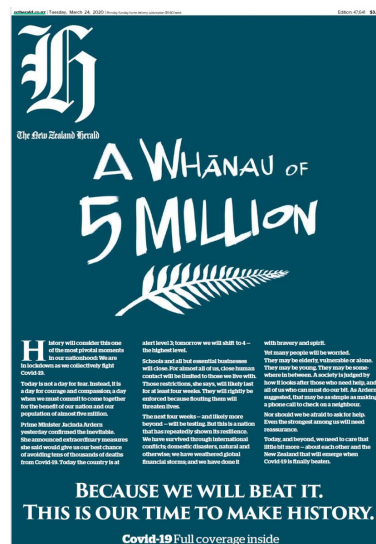 nzherald.co.nz | Tuesday, March 24, 2020
The New Zealand Herald
A WHĀNAU OF
5 MILLION
History will consider this one
of the most pivotal moments
in our nationhood: We are
in lockdown as we collectively fight
Covid-19.
Today is not a day for fear. Instead, it is
a day for courage and compassion; a day
when we must commit to come together
for the benefit of our nation and our
population of almost five million.
Prime Minister Jacinda Ardern
yesterday confirmed the inevitable.
She announced extraordinary measures
she said would give us our best chance
of avoiding tens of thousands of deaths
from Covid-19. Today the country is at
alert level 3; tomorrow we will shift to 4 –
the highest level.
Schools and all but essential businesses
will close. For almost all of us, close human
contact will be limited to those we live with.
Those restrictions, she says, will likely last
for at least four weeks. They will rightly be
enforced because flouting them will
threaten lives.
The next four weeks – and likely more
beyond – will be testing. But this is a nation
that has repeatedly shown its resilience.
We have survived through international
conflicts; domestic disasters, natural and
otherwise; we have weathered global
financial storms; and we have done it
with bravery and spirit.
Yet many people will be worried.
They may be elderly, vulnerable or alone.
They may be young. They may be some-
where in between. A society is judged by
how it looks after those who need help, and
all of us who can must do our bit. As Ardern
suggested, that may be as simple as making
a phone call to check on a neighbour.
Nor should we be afraid to ask for help.
Even the strongest among us will need
reassurance.
Today, and beyond, we need to care that
little bit more – about each other and the
New Zealand that will emerge when
Covid-19 is finally beaten.
BECAUSE WE WILL BEAT IT.
THIS IS OUR TIME TO MAKE HISTORY.
Covid-19 Full coverage inside